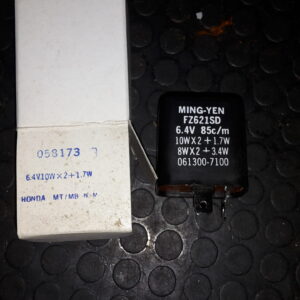 058173
6.4V10W×2+1.7W
HONDA MT/MB
MING-YEN
FZ621SD
6.4V 85c/m
10W×2+1.7W
8W×2+3.4W
061300-7100